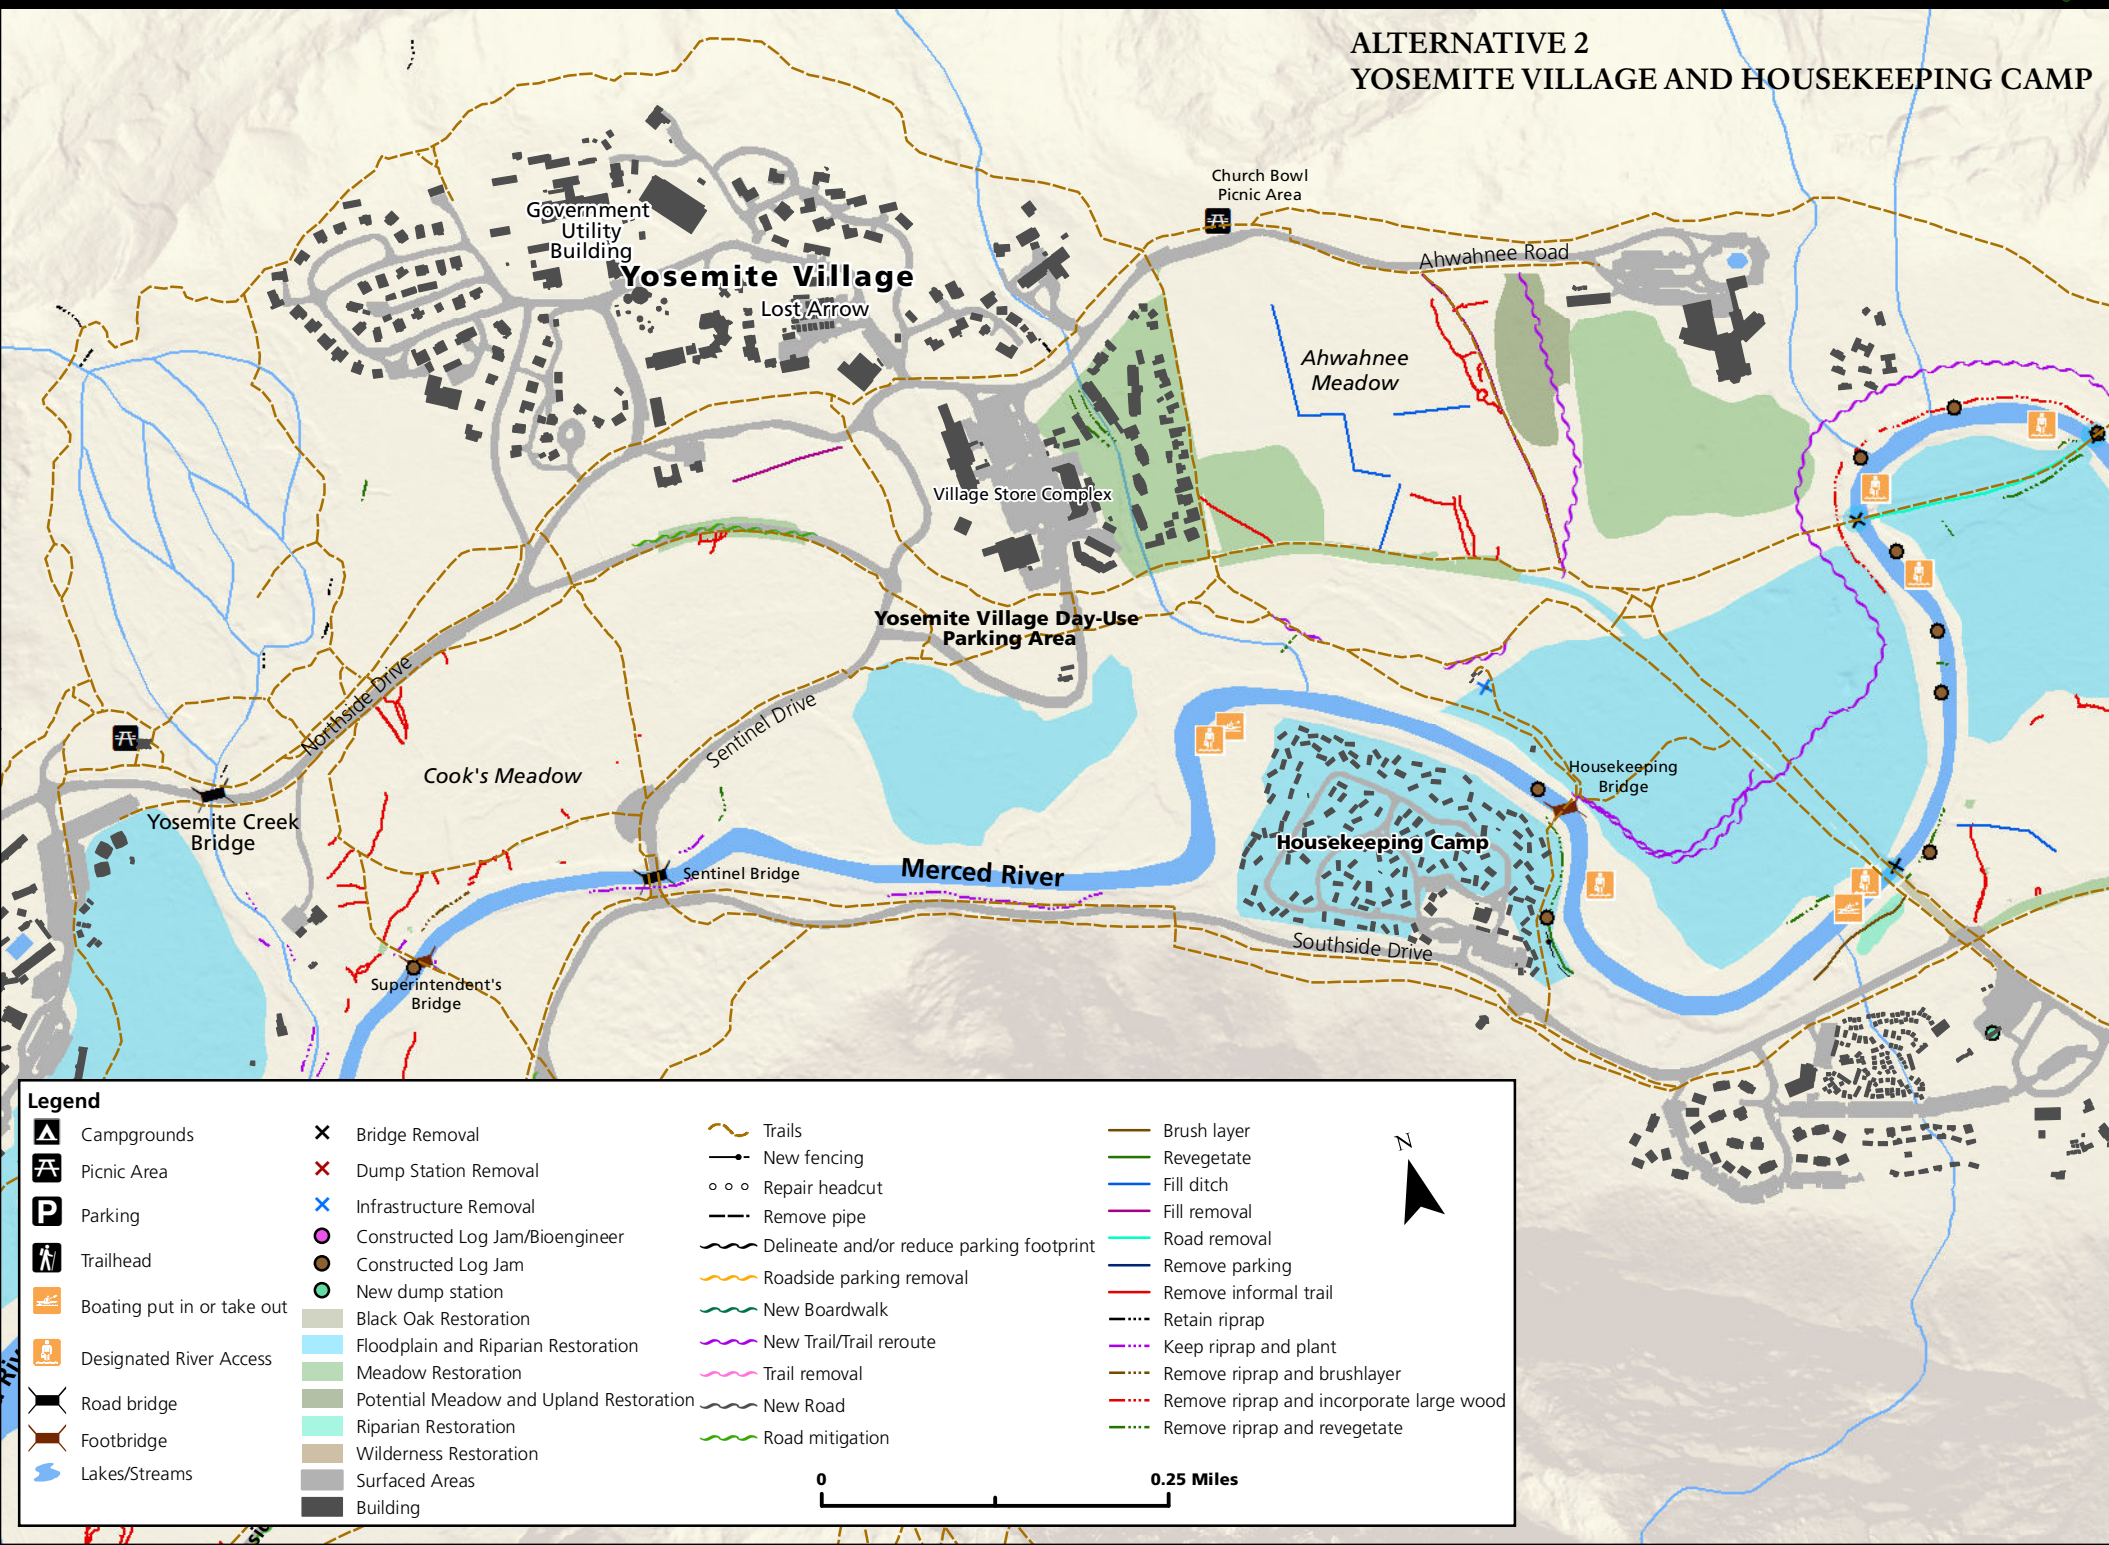 ALTERNATIVE 2
YOSEMITE VILLAGE AND HOUSEKEEPING CAMP
Church Bowl
Picnic Area
Government
Utility
Building
Yosemite Village
Lost Arrow
Ahwahnee Road
Ahwahnee
Meadow
Village Store Complex
Yosemite Village Day-Use
Parking Area
Northside Drive
Sentinel Drive
Cook's Meadow
Yosemite Creek
Bridge
Housekeeping
Bridge
Housekeeping Camp
Merced River
Sentinel Bridge
Southside Drive
Superintendent's
Bridge
Legend
Campgrounds
Picnic Area
P
Parking
Trailhead
Boating put in or take out
Designated River Access
Road bridge
Footbridge
Lakes/Streams
Bridge Removal
Dump Station Removal
Infrastructure Removal
Constructed Log Jam/Bioengineer
Constructed Log Jam
New dump station
Black Oak Restoration
Floodplain and Riparian Restoration
Meadow Restoration
Potential Meadow and Upland Restoration
Riparian Restoration
Wilderness Restoration
Surfaced Areas
Building
Trails
New fencing
Repair headcut
Remove pipe
Delineate and/or reduce parking footprint
Roadside parking removal
New Boardwalk
New Trail/Trail reroute
Trail removal
New Road
Road mitigation
Brush layer
Revegetate
Fill ditch
Fill removal
Road removal
Remove parking
Remove informal trail
Retain riprap
Keep riprap and plant
Remove riprap and brushlayer
Remove riprap and incorporate large wood
Remove riprap and revegetate
N
0 0.25 Miles